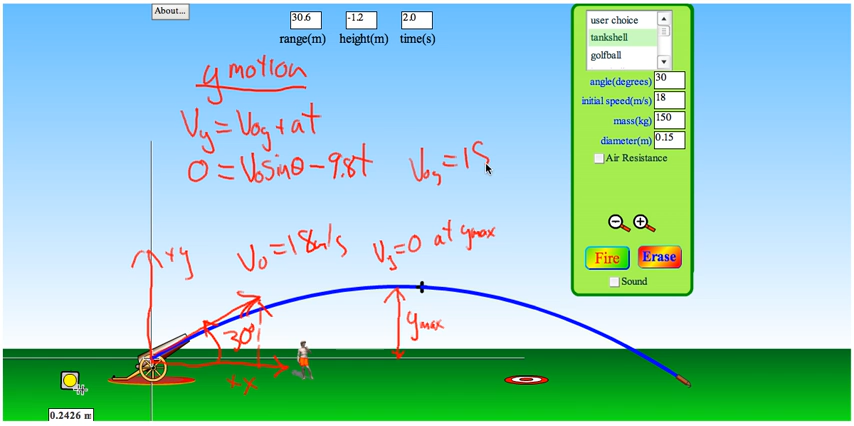 About...
30.6 -1.2 2.0
range(m) height(m) time(s)
user choice
tankshell
golfball
angle(degrees) 30
initial speed(m/s) 18
mass(kg) 150
diameter(m) 0.15
Air Resistance
Fire Erase
Sound
y motion
Vy = Voy + at
0 = Vosinθ - 9.8t
Voy = 1
+y
Vo = 18m/s
Vy = 0 at ymax
30°
ymax
+x
0.2426 m